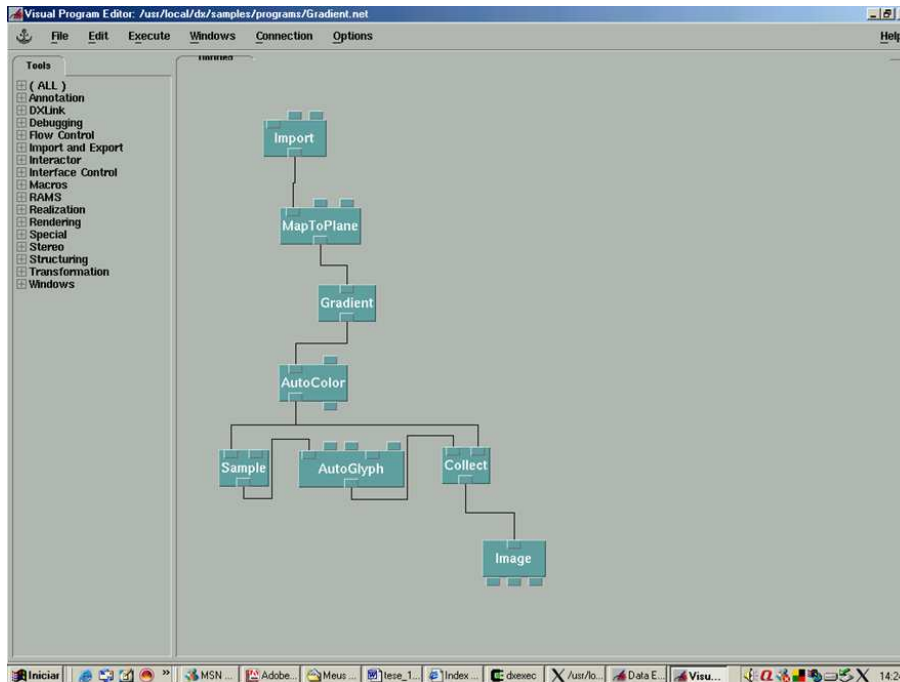 Visual Program Editor: /usr/local/dx/samples/programs/Gradient.net
File Edit Execute Windows Connection Options Help
Tools
( ALL )
Annotation
DXLink
Debugging
Flow Control
Import and Export
Interactor
Interface Control
Macros
RAMS
Realization
Rendering
Special
Stereo
Structuring
Transformation
Windows
Import
MapToPlane
Gradient
AutoColor
Sample AutoGlyph Collect
Image
Iniciar » MSN ... Adobe... Meus ... tese_1... Index ... dxexec /usr/lo... Data E... Visu... 14:24